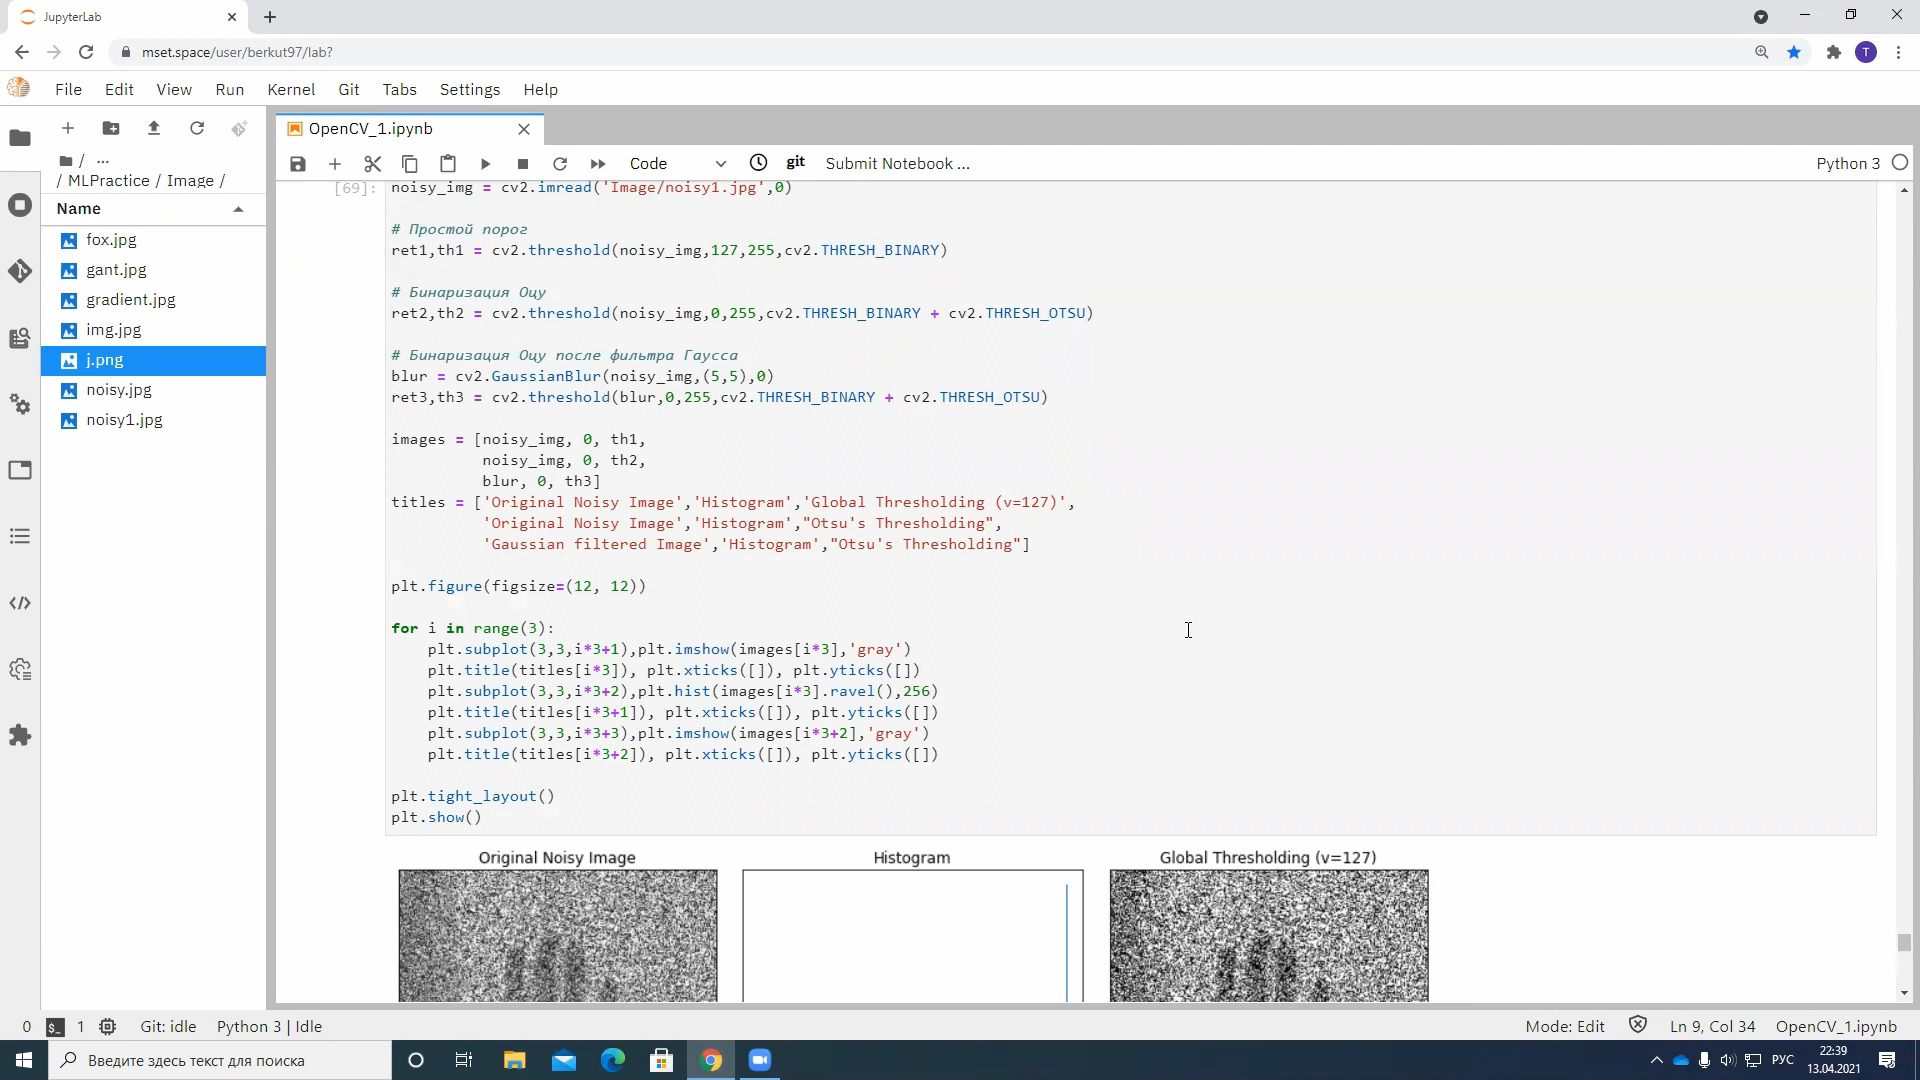 JupyterLab
mset.space/user/berkut97/lab?
T
File Edit View Run Kernel Git Tabs Settings Help
OpenCV_1.ipynb
Code
git
Submit Notebook ...
Python 3
/ ...
/ MLPractice / Image /
Name
fox.jpg
gant.jpg
gradient.jpg
img.jpg
j.png
noisy.jpg
noisy1.jpg
[69]: noisy_img = cv2.imread('Image/noisy1.jpg',0)
# Простой порог
ret1,th1 = cv2.threshold(noisy_img,127,255,cv2.THRESH_BINARY)
# Бинаризация Оцу
ret2,th2 = cv2.threshold(noisy_img,0,255,cv2.THRESH_BINARY + cv2.THRESH_OTSU)
# Бинаризация Оцу после фильтра Гаусса
blur = cv2.GaussianBlur(noisy_img,(5,5),0)
ret3,th3 = cv2.threshold(blur,0,255,cv2.THRESH_BINARY + cv2.THRESH_OTSU)
images = [noisy_img, 0, th1,
noisy_img, 0, th2,
blur, 0, th3]
titles = ['Original Noisy Image','Histogram','Global Thresholding (v=127)',
'Original Noisy Image','Histogram',"Otsu's Thresholding",
'Gaussian filtered Image','Histogram',"Otsu's Thresholding"]
plt.figure(figsize=(12, 12))
for i in range(3):
plt.subplot(3,3,i*3+1),plt.imshow(images[i*3],'gray')
plt.title(titles[i*3]), plt.xticks([]), plt.yticks([])
plt.subplot(3,3,i*3+2),plt.hist(images[i*3].ravel(),256)
plt.title(titles[i*3+1]), plt.xticks([]), plt.yticks([])
plt.subplot(3,3,i*3+3),plt.imshow(images[i*3+2],'gray')
plt.title(titles[i*3+2]), plt.xticks([]), plt.yticks([])
plt.tight_layout()
plt.show()
Original Noisy Image Histogram Global Thresholding (v=127)
0 $_ 1 Git: idle Python 3 | Idle Mode: Edit Ln 9, Col 34 OpenCV_1.ipynb
Введите здесь текст для поиска
РУС
22:39
13.04.2021